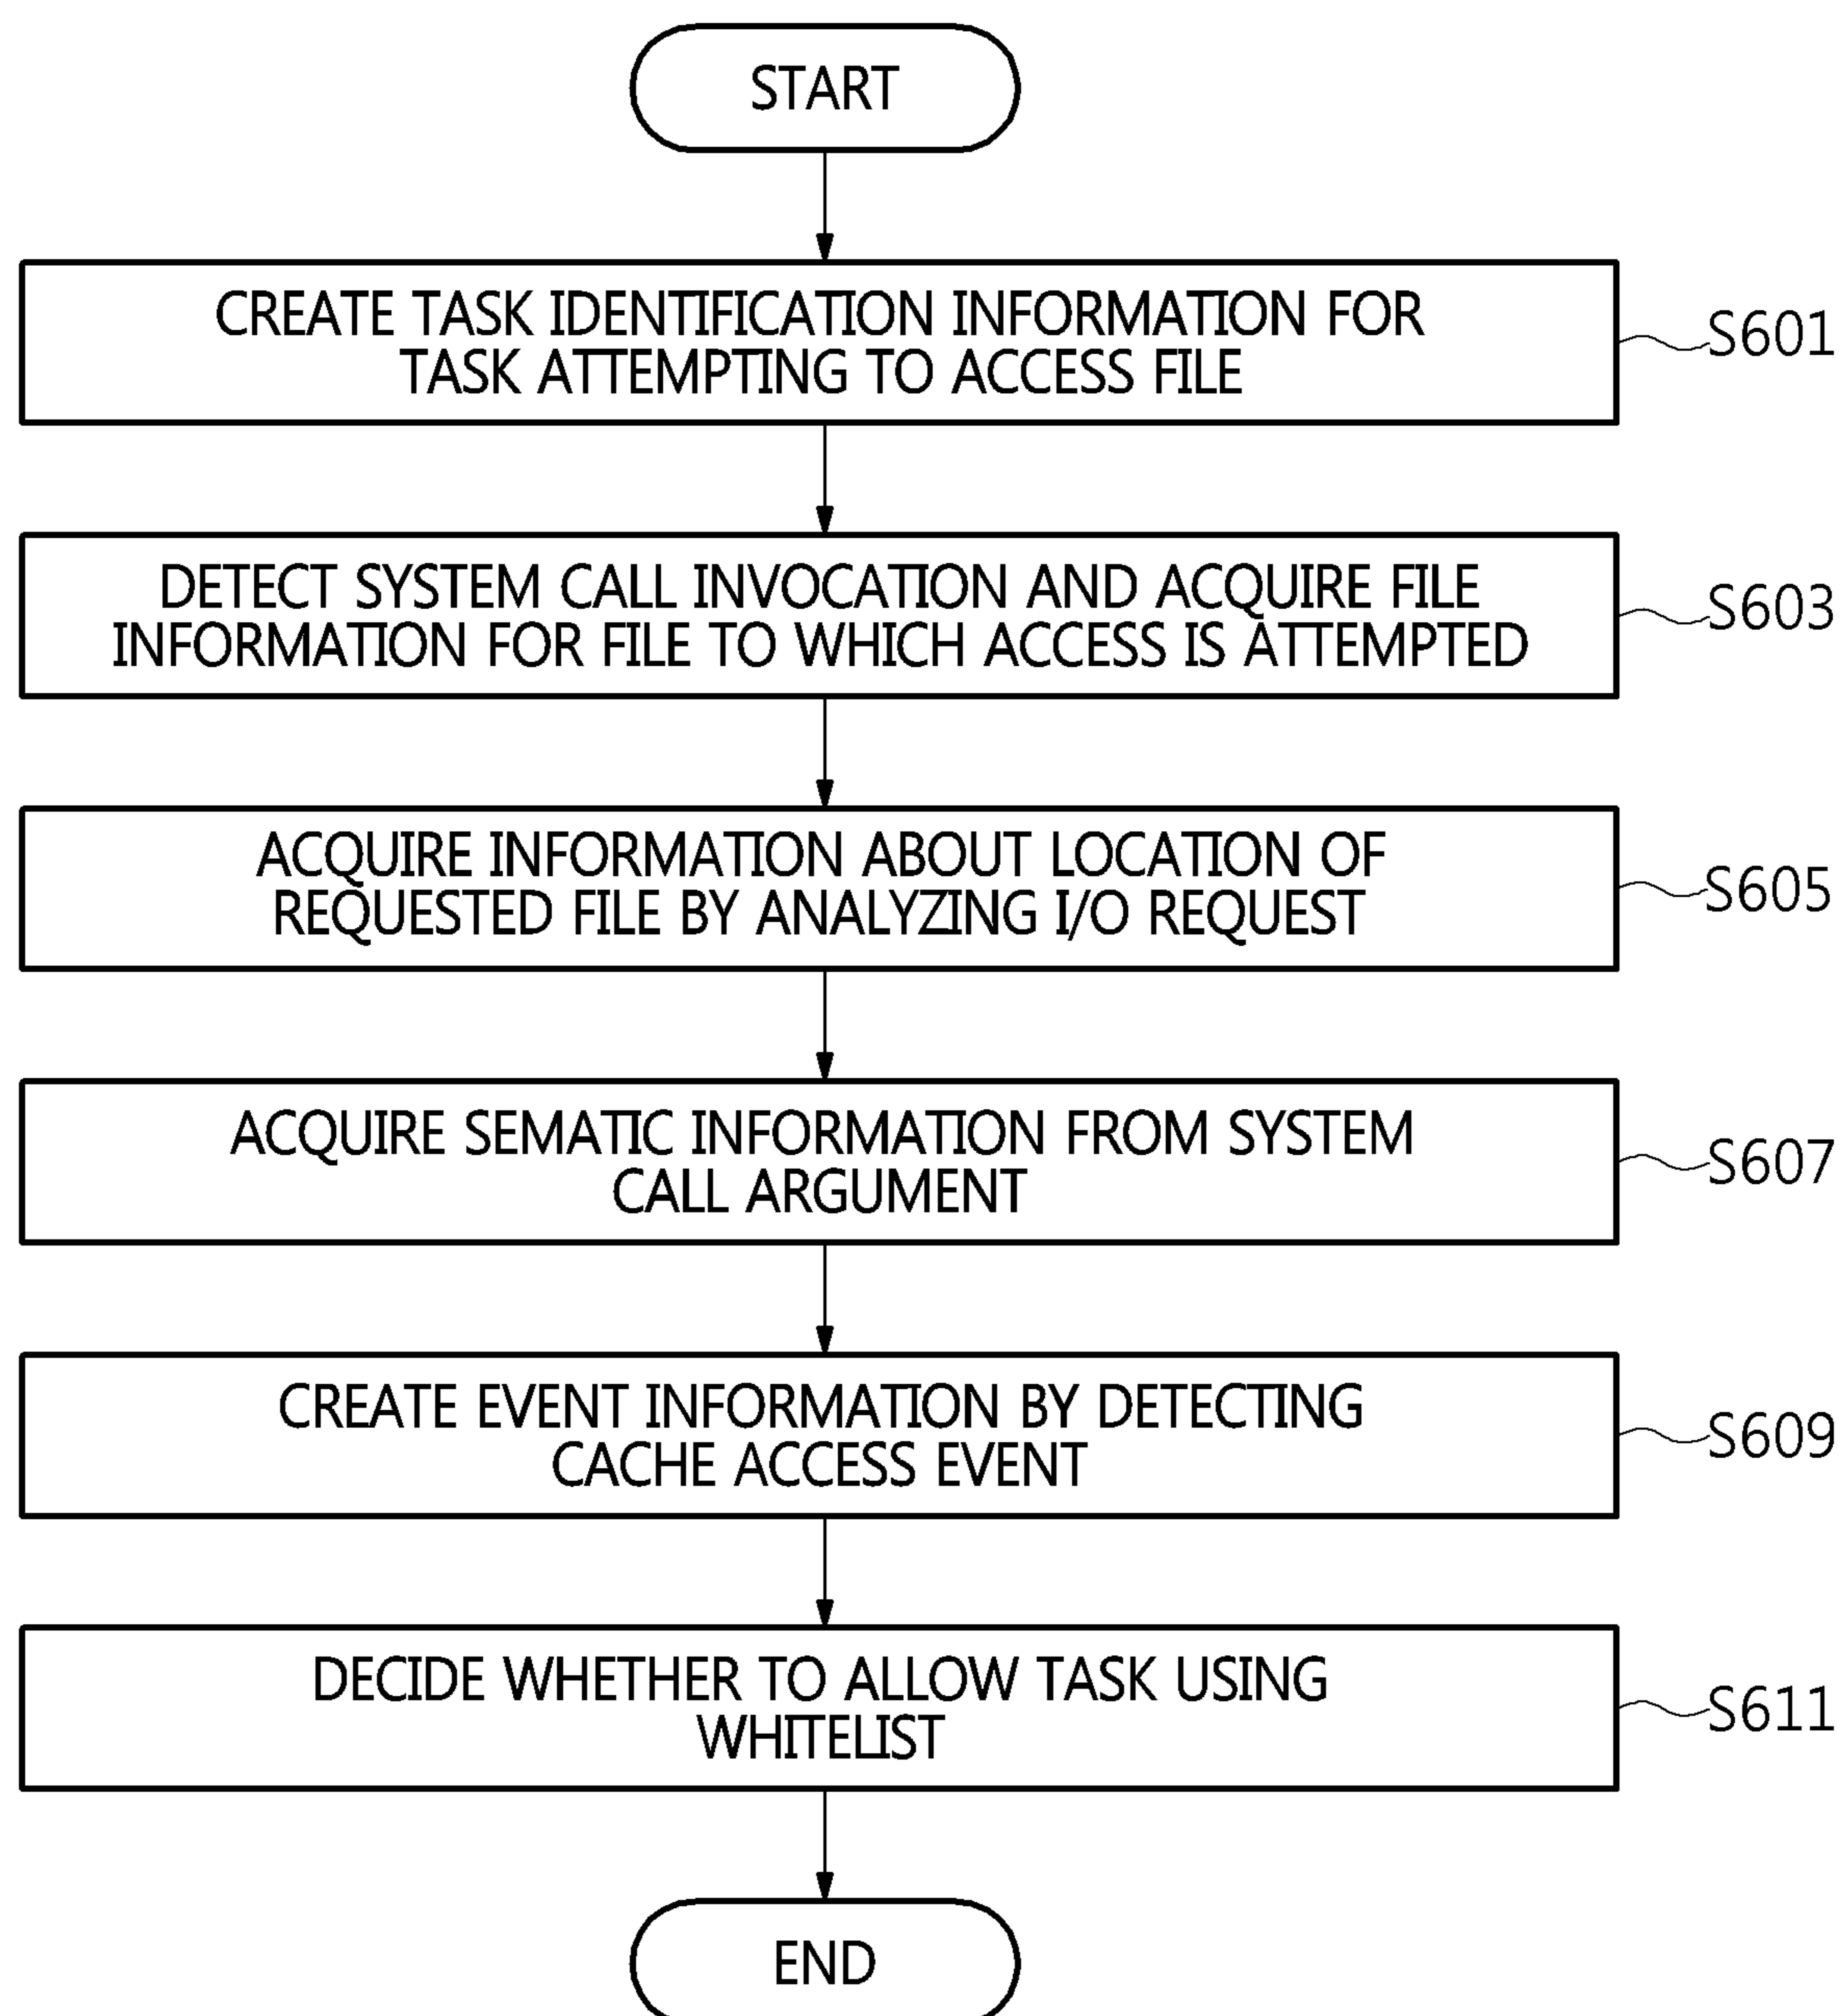 START
CREATE TASK IDENTIFICATION INFORMATION FOR
TASK ATTEMPTING TO ACCESS FILE
S601
DETECT SYSTEM CALL INVOCATION AND ACQUIRE FILE
INFORMATION FOR FILE TO WHICH ACCESS IS ATTEMPTED
S603
ACQUIRE INFORMATION ABOUT LOCATION OF
REQUESTED FILE BY ANALYZING I/O REQUEST
S605
ACQUIRE SEMATIC INFORMATION FROM SYSTEM
CALL ARGUMENT
S607
CREATE EVENT INFORMATION BY DETECTING
CACHE ACCESS EVENT
S609
DECIDE WHETHER TO ALLOW TASK USING
WHITELIST
S611
END